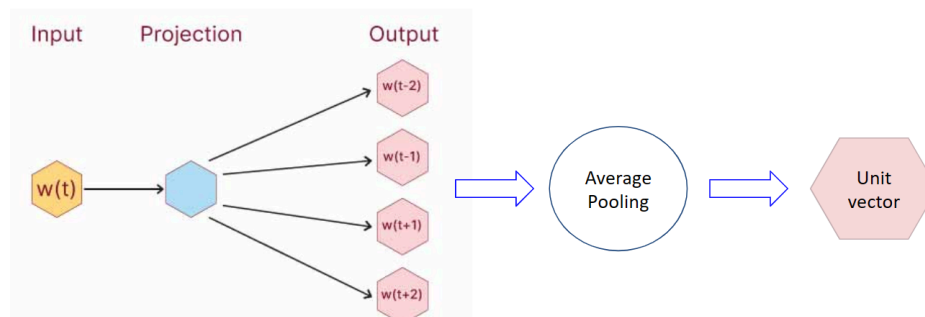 Input Projection Output
w(t-2)
w(t-1)
w(t)
w(t+1)
w(t+2)
Average
Pooling
Unit
vector